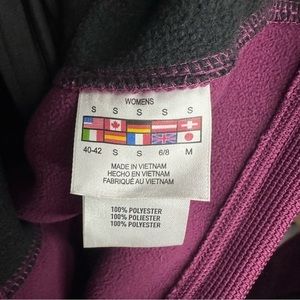 WOMENS
S S S S S
40-42 S S 6/8 M
MADE IN VIETNAM
HECHO EN VIETNAM
FABRIQUÉ AU VIETNAM
100% POLYESTER
100% POLIESTER
100% POLYESTER